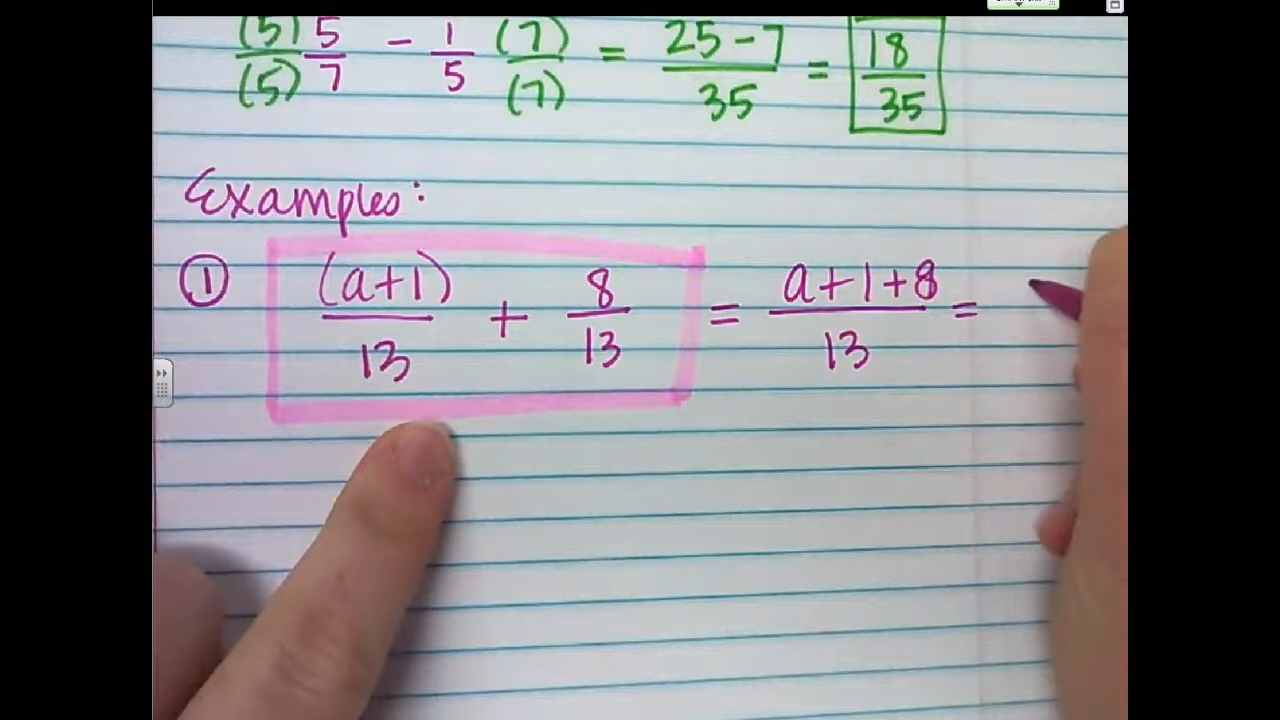 (5)/(5) 5/7 - 1/5 (7)/(7) = 25-7/35 = 18/35
Examples:
① (a+1)/13 + 8/13 = a+1+8/13 =